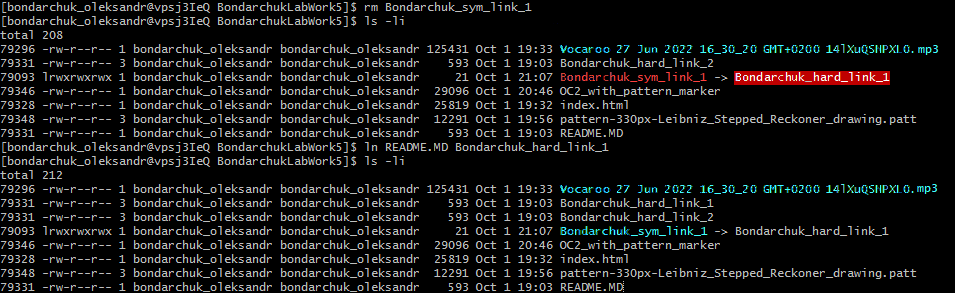 [bondarchuk_oleksandr@vpsj3IeQ BondarchukLabWork5]$ rm Bondarchuk_sym_link_1
[bondarchuk_oleksandr@vpsj3IeQ BondarchukLabWork5]$ ls -li
total 208
79296 -rw-r--r-- 1 bondarchuk_oleksandr bondarchuk_oleksandr 125431 Oct 1 19:33 Vocaroo 27 Jun 2022 16_30_20 GMT+0200 14lXuQSHPXL0.mp3
79331 -rw-r--r-- 3 bondarchuk_oleksandr bondarchuk_oleksandr 593 Oct 1 19:03 Bondarchuk_hard_link_2
79093 lrwxrwxrwx 1 bondarchuk_oleksandr bondarchuk_oleksandr 21 Oct 1 21:07 Bondarchuk_sym_link_1 -> Bondarchuk_hard_link_1
79346 -rw-r--r-- 1 bondarchuk_oleksandr bondarchuk_oleksandr 29096 Oct 1 20:46 OC2_with_pattern_marker
79328 -rw-r--r-- 1 bondarchuk_oleksandr bondarchuk_oleksandr 25819 Oct 1 19:32 index.html
79348 -rw-r--r-- 1 bondarchuk_oleksandr bondarchuk_oleksandr 12291 Oct 1 19:56 pattern-330px-Leibniz_Stepped_Reckoner_drawing.patt
79331 -rw-r--r-- 1 bondarchuk_oleksandr bondarchuk_oleksandr 593 Oct 1 19:03 README.MD
[bondarchuk_oleksandr@vpsj3IeQ BondarchukLabWork5]$ ln README.MD Bondarchuk_hard_link_1
[bondarchuk_oleksandr@vpsj3IeQ BondarchukLabWork5]$ ls -li
total 212
79296 -rw-r--r-- 1 bondarchuk_oleksandr bondarchuk_oleksandr 125431 Oct 1 19:33 Vocaroo 27 Jun 2022 16_30_20 GMT+0200 14lXuQSHPXL0.mp3
79331 -rw-r--r-- 3 bondarchuk_oleksandr bondarchuk_oleksandr 593 Oct 1 19:03 Bondarchuk_hard_link_1
79331 -rw-r--r-- 3 bondarchuk_oleksandr bondarchuk_oleksandr 593 Oct 1 19:03 Bondarchuk_hard_link_2
79093 lrwxrwxrwx 1 bondarchuk_oleksandr bondarchuk_oleksandr 21 Oct 1 21:07 Bondarchuk_sym_link_1 -> Bondarchuk_hard_link_1
79346 -rw-r--r-- 1 bondarchuk_oleksandr bondarchuk_oleksandr 29096 Oct 1 20:46 OC2_with_pattern_marker
79328 -rw-r--r-- 1 bondarchuk_oleksandr bondarchuk_oleksandr 25819 Oct 1 19:32 index.html
79348 -rw-r--r-- 3 bondarchuk_oleksandr bondarchuk_oleksandr 12291 Oct 1 19:56 pattern-330px-Leibniz_Stepped_Reckoner_drawing.patt
79331 -rw-r--r-- 1 bondarchuk_oleksandr bondarchuk_oleksandr 593 Oct 1 19:03 README.MD